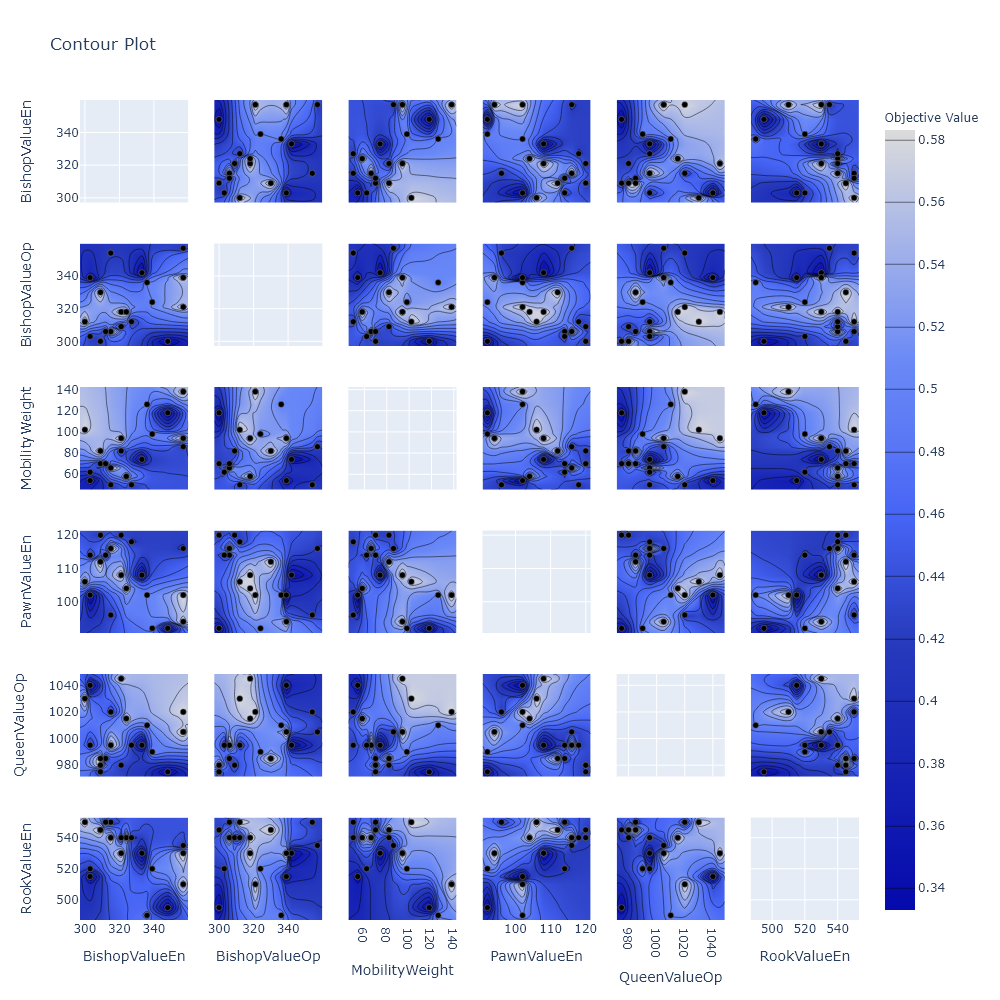 Contour Plot
Objective Value
BishopValueEn
340
320
300
0.58
0.56
0.54
0.52
0.5
0.48
0.46
0.44
0.42
0.4
0.38
0.36
0.34
BishopValueOp
340
320
300
MobilityWeight
140
120
100
80
60
PawnValueEn
120
110
100
QueenValueOp
1040
1020
1000
980
RookValueEn
540
520
500
300 320 340
300 320 340
60 80 100 120 140
100 110 120
980 1000 1020 1040
500 520 540
BishopValueEn
BishopValueOp
MobilityWeight
PawnValueEn
QueenValueOp
RookValueEn